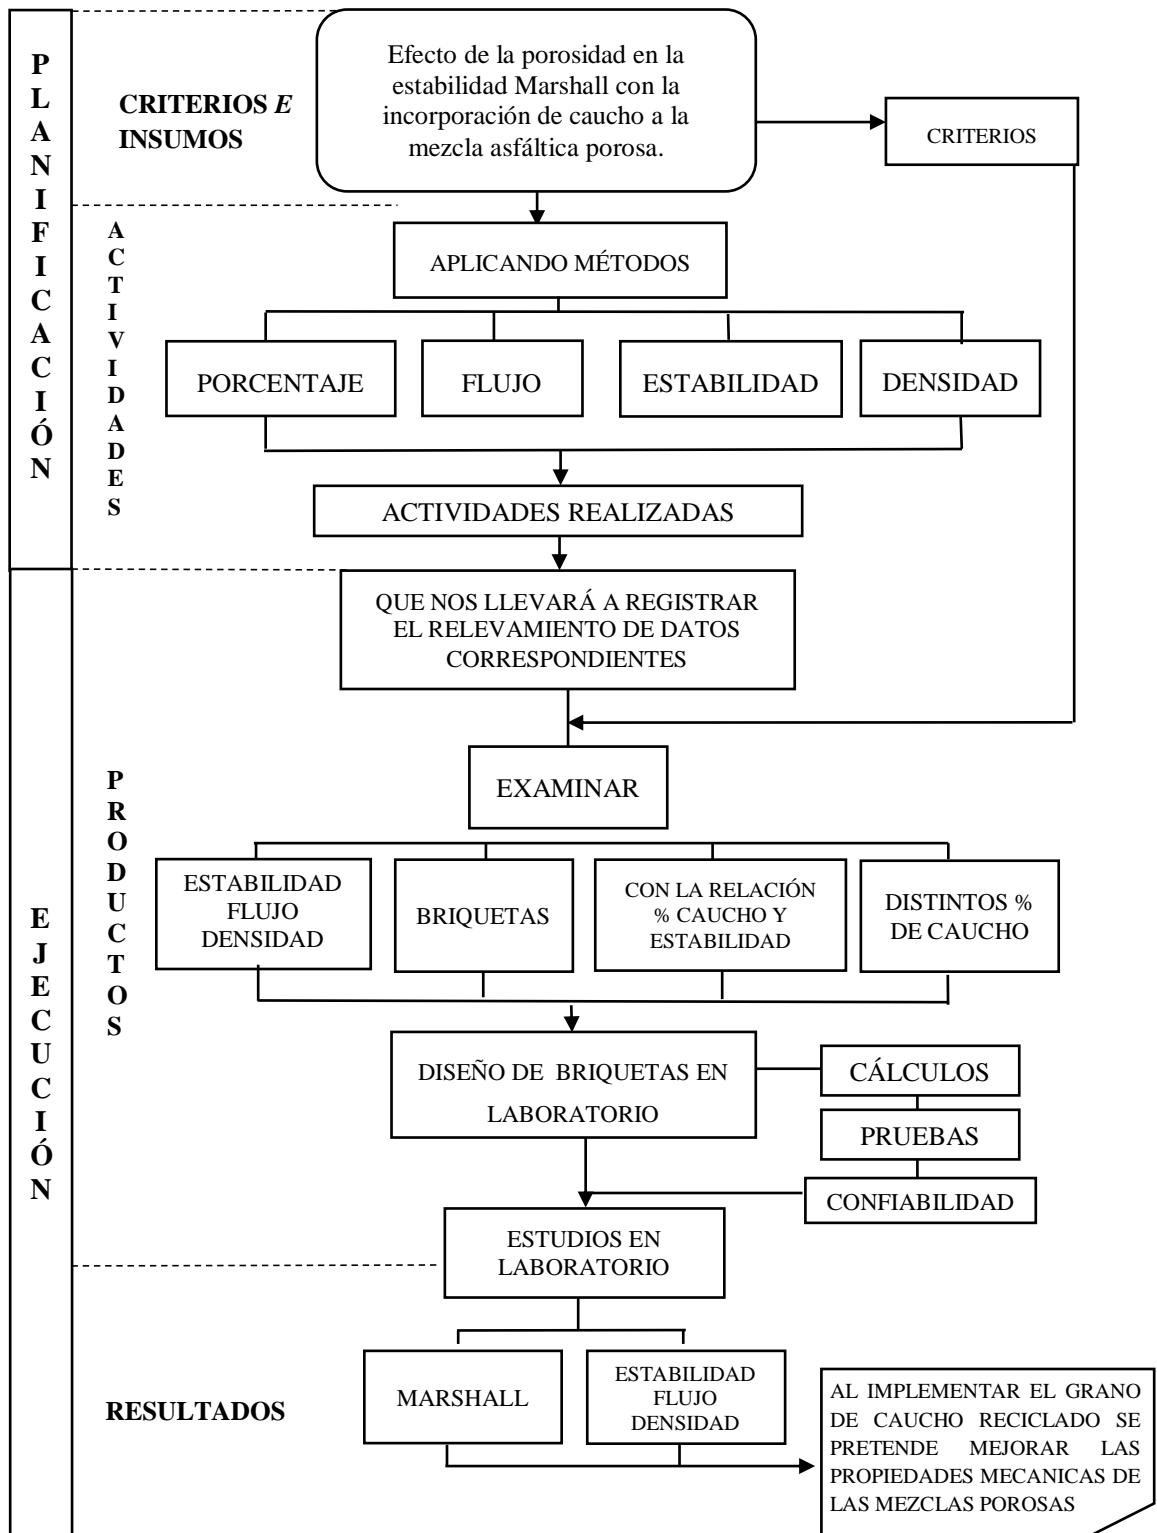 PLANIFICACIÓN
CRITERIOS E
INSUMOS
Efecto de la porosidad en la
estabilidad Marshall con la
incorporación de caucho a la
mezcla asfáltica porosa.
CRITERIOS
ACTIVIDADES
APLICANDO MÉTODOS
PORCENTAJE
FLUJO
ESTABILIDAD
DENSIDAD
ACTIVIDADES REALIZADAS
EJECUCIÓN
QUE NOS LLEVARÁ A REGISTRAR
EL RELEVAMIENTO DE DATOS
CORRESPONDIENTES
PRODUCTOS
EXAMINAR
ESTABILIDAD
FLUJO
DENSIDAD
BRIQUETAS
CON LA RELACIÓN
% CAUCHO Y
ESTABILIDAD
DISTINTOS %
DE CAUCHO
DISEÑO DE BRIQUETAS EN
LABORATORIO
CÁLCULOS
PRUEBAS
CONFIABILIDAD
ESTUDIOS EN
LABORATORIO
RESULTADOS
MARSHALL
ESTABILIDAD
FLUJO
DENSIDAD
AL IMPLEMENTAR EL GRANO
DE CAUCHO RECICLADO SE
PRETENDE MEJORAR LAS
PROPIEDADES MECANICAS DE
LAS MEZCLAS POROSAS